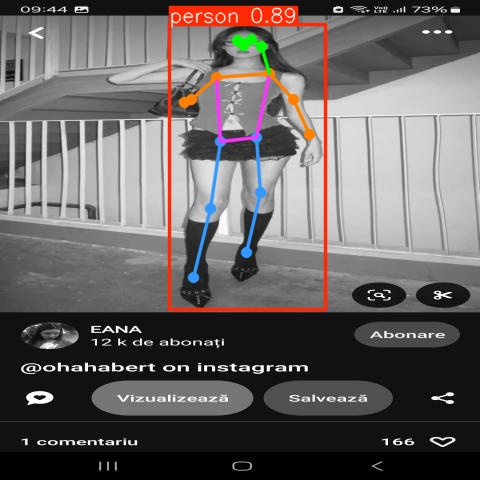 09:44
VoLTE
73%
person 0.89
EANA
12 k de abonați
Abonare
@ohahabert on instagram
Vizualizează
Salvează
1 comentariu
166